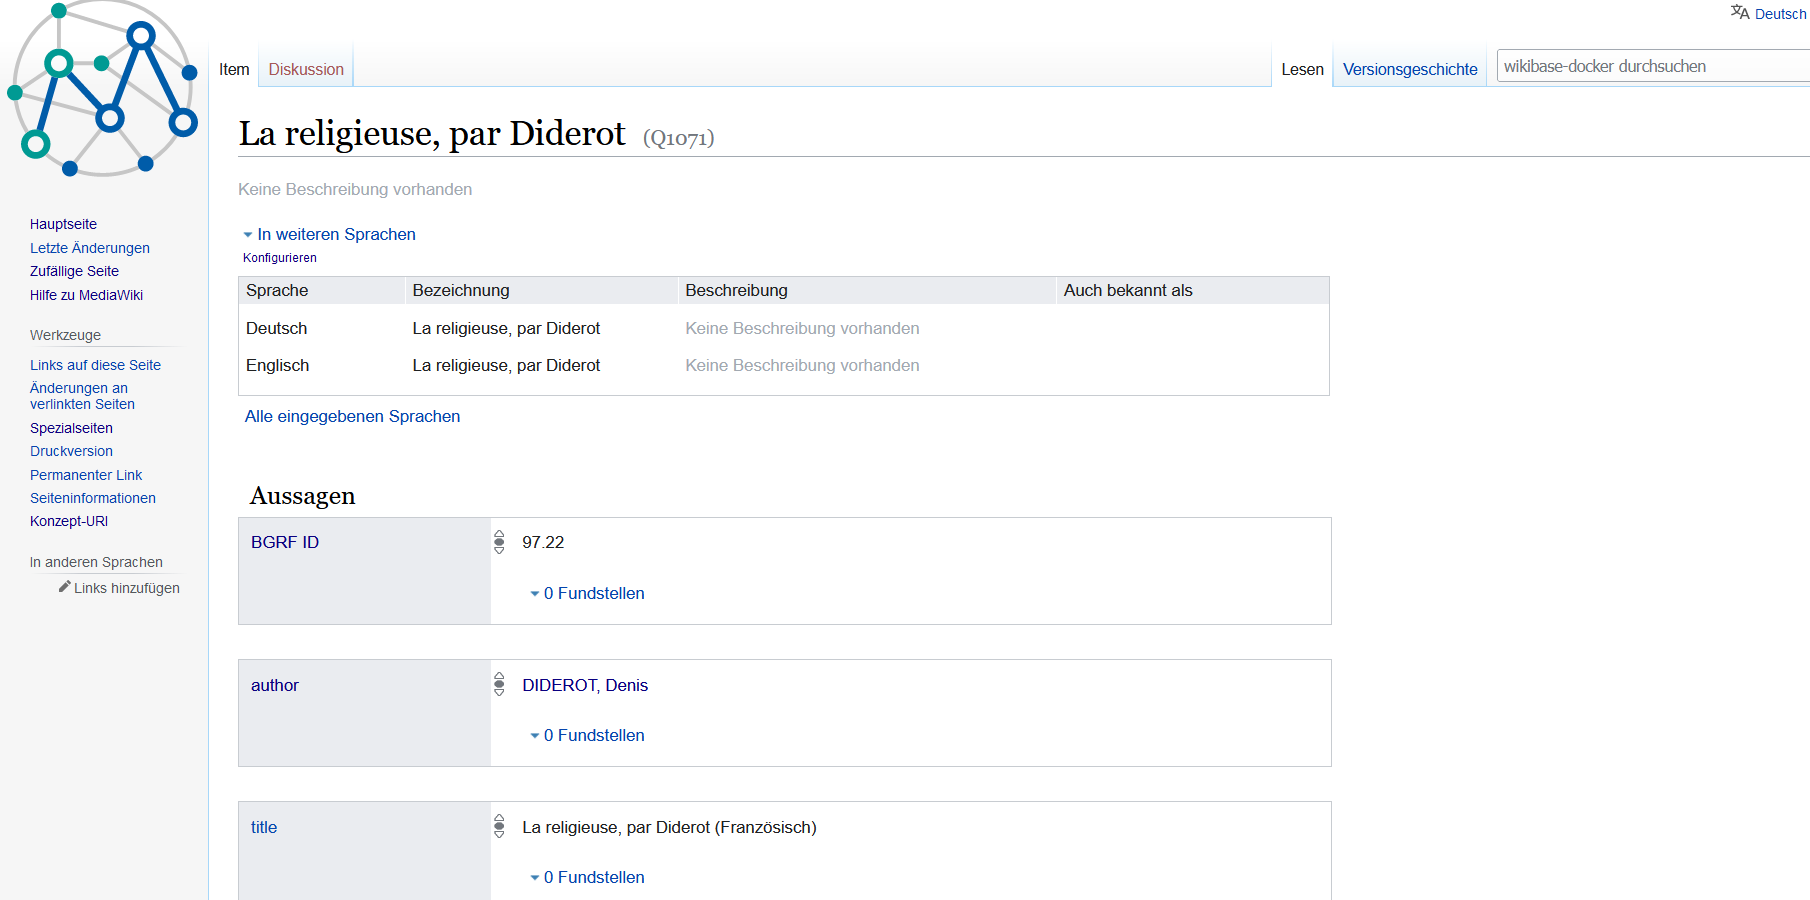 Deutsch
Item
Diskussion
Lesen
Versionsgeschichte
wikibase-docker durchsuchen
La religieuse, par Diderot (Q1071)
Keine Beschreibung vorhanden
In weiteren Sprachen
Konfigurieren
Sprache Bezeichnung Beschreibung Auch bekannt als
Deutsch La religieuse, par Diderot Keine Beschreibung vorhanden
Englisch La religieuse, par Diderot Keine Beschreibung vorhanden
Alle eingegebenen Sprachen
Aussagen
BGRF ID 97.22
0 Fundstellen
author DIDEROT, Denis
0 Fundstellen
title La religieuse, par Diderot (Französisch)
0 Fundstellen
Hauptseite
Letzte Änderungen
Zufällige Seite
Hilfe zu MediaWiki
Werkzeuge
Links auf diese Seite
Änderungen an
verlinkten Seiten
Spezialseiten
Druckversion
Permanenter Link
Seiteninformationen
Konzept-URI
In anderen Sprachen
Links hinzufügen